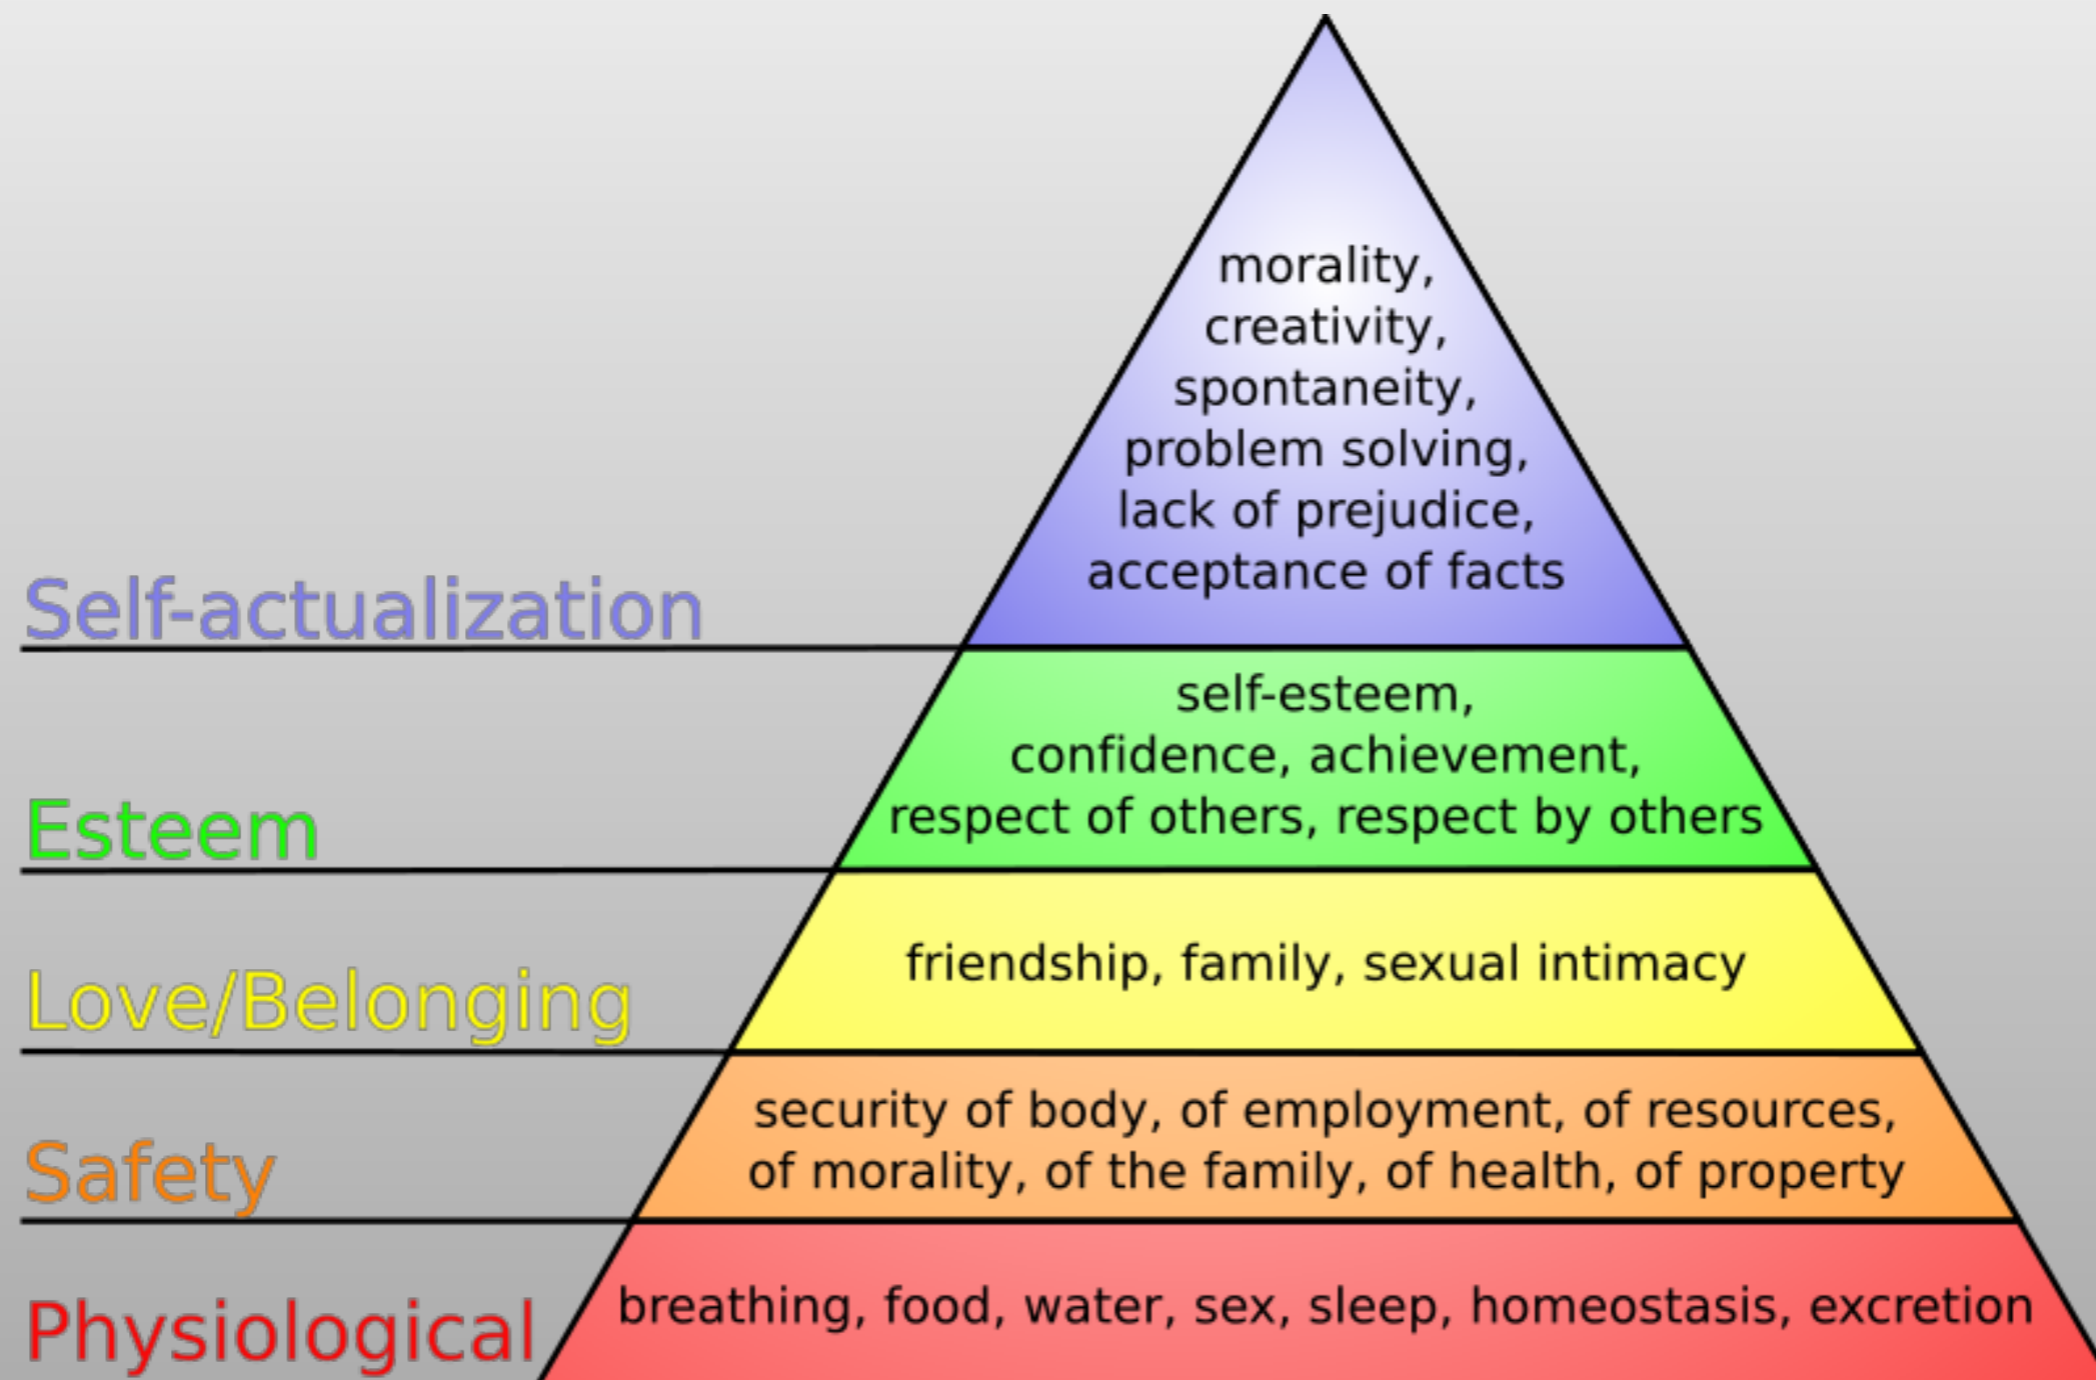 morality,
creativity,
spontaneity,
problem solving,
lack of prejudice,
acceptance of facts
Self-actualization
self-esteem,
confidence, achievement,
respect of others, respect by others
Esteem
friendship, family, sexual intimacy
Love/Belonging
security of body, of employment, of resources,
of morality, of the family, of health, of property
Safety
breathing, food, water, sex, sleep, homeostasis, excretion
Physiological